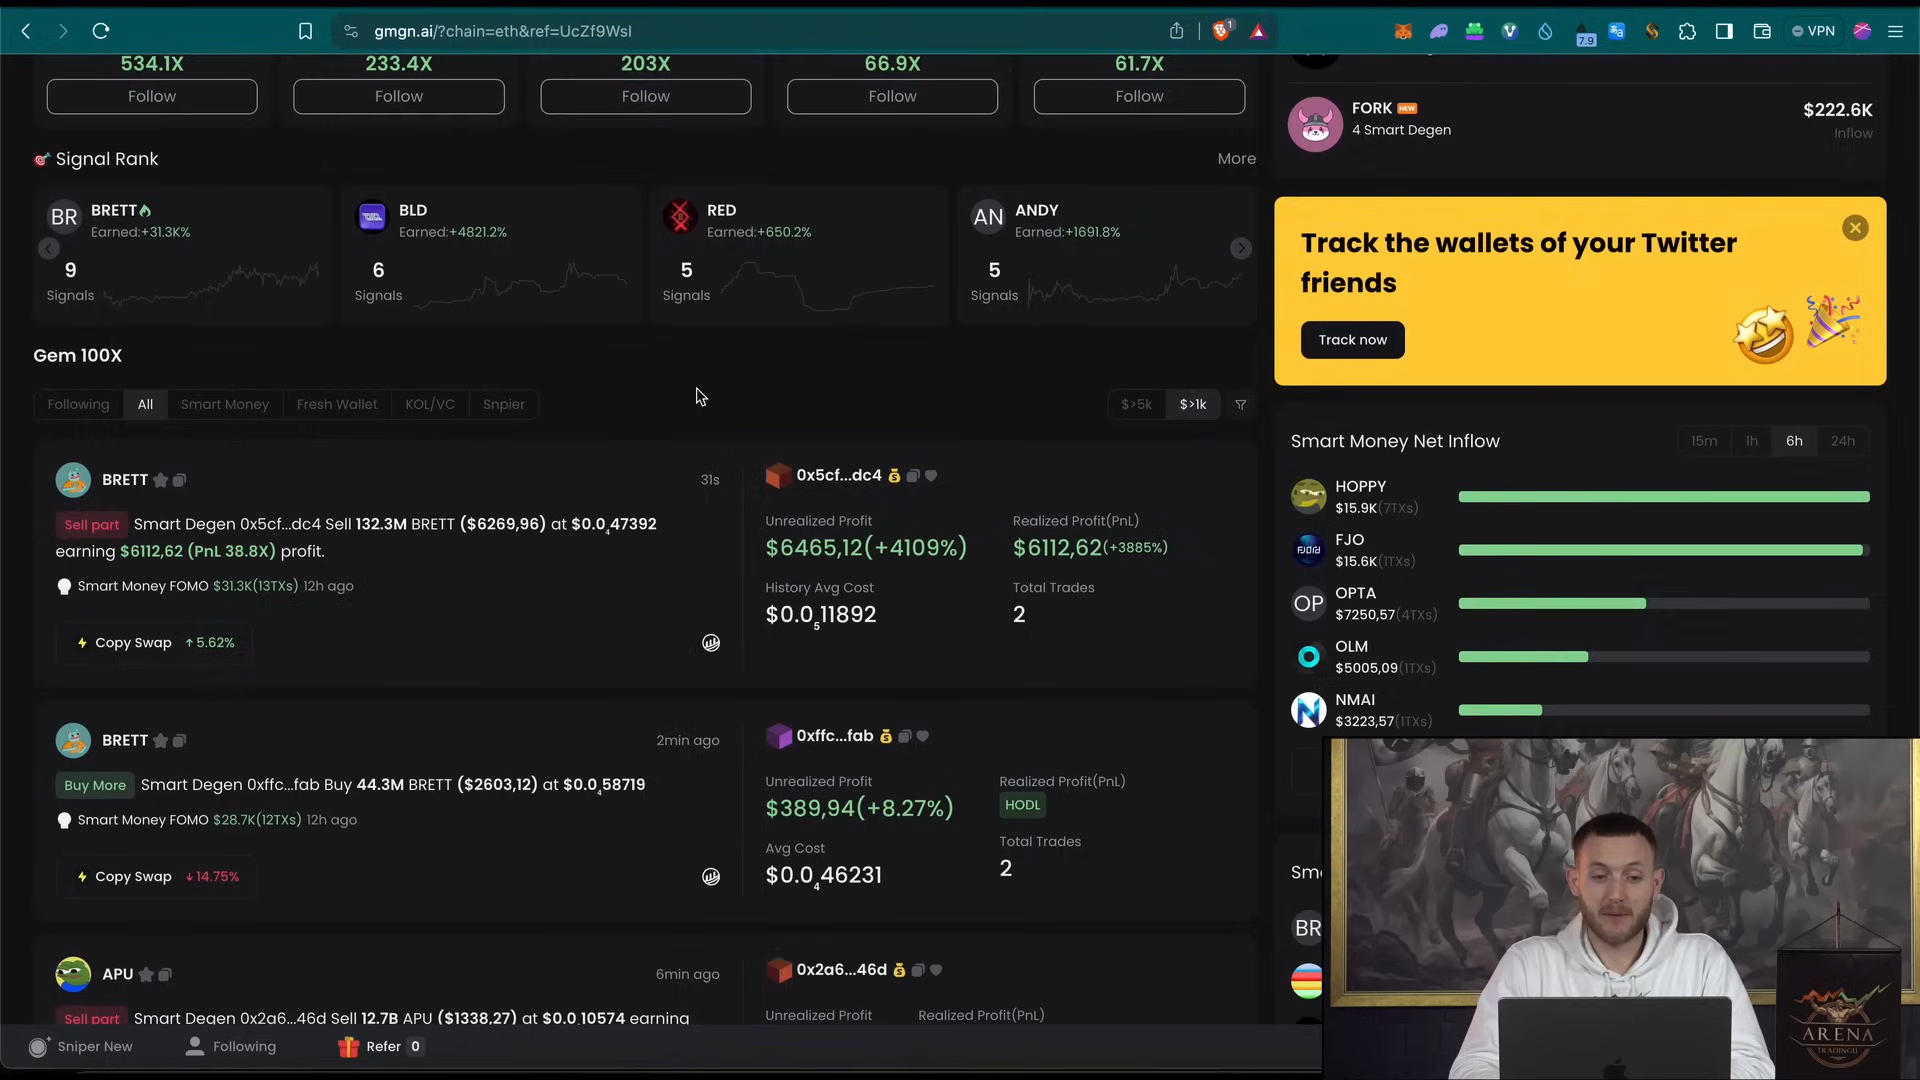 gmgn.ai/?chain=eth&ref=UcZf9WsI
1
7.9
VPN
534.1X
233.4X
203X
66.9X
61.7X
Follow
Follow
Follow
Follow
Follow
FORK NEW
4 Smart Degen
$222.6K
Inflow
Signal Rank
More
BR
BRETT
Earned:+31.3K%
9
Signals
BLD
Earned:+4821.2%
6
Signals
RED
Earned:+650.2%
5
Signals
AN
ANDY
Earned:+1691.8%
5
Signals
Track the wallets of your Twitter
friends
Track now
Gem 100X
Following
All
Smart Money
Fresh Wallet
KOL/VC
Snpier
$>5k
$>1k
BRETT
31s
Sell part Smart Degen 0x5cf...dc4 Sell 132.3M BRETT ($6269,96) at $0.0₄47392
earning $6112,62 (PnL 38.8X) profit.
Smart Money FOMO $31.3K(13TXs) 12h ago
Copy Swap ↑5.62%
0x5cf...dc4
Unrealized Profit
$6465,12(+4109%)
Realized Profit(PnL)
$6112,62(+3885%)
History Avg Cost
$0.0₅11892
Total Trades
2
BRETT
2min ago
Buy More Smart Degen 0xffc...fab Buy 44.3M BRETT ($2603,12) at $0.0₄58719
Smart Money FOMO $28.7K(12TXs) 12h ago
Copy Swap ↓14.75%
0xffc...fab
Unrealized Profit
$389,94(+8.27%)
Realized Profit(PnL)
HODL
Avg Cost
$0.0₄46231
Total Trades
2
APU
6min ago
Sell part Smart Degen 0x2a6...46d Sell 12.7B APU ($1338,27) at $0.0₆10574 earning
0x2a6...46d
Unrealized Profit
Realized Profit(PnL)
Smart Money Net Inflow
15m
1h
6h
24h
HOPPY
$15.9K(7TXs)
FJO
$15.6K(1TXs)
OP
OPTA
$7250,57(4TXs)
OLM
$5005,09(1TXs)
NMAI
$3223,57(1TXs)
BR
Sniper New
Following
Refer 0
ARENA
TRADINGU